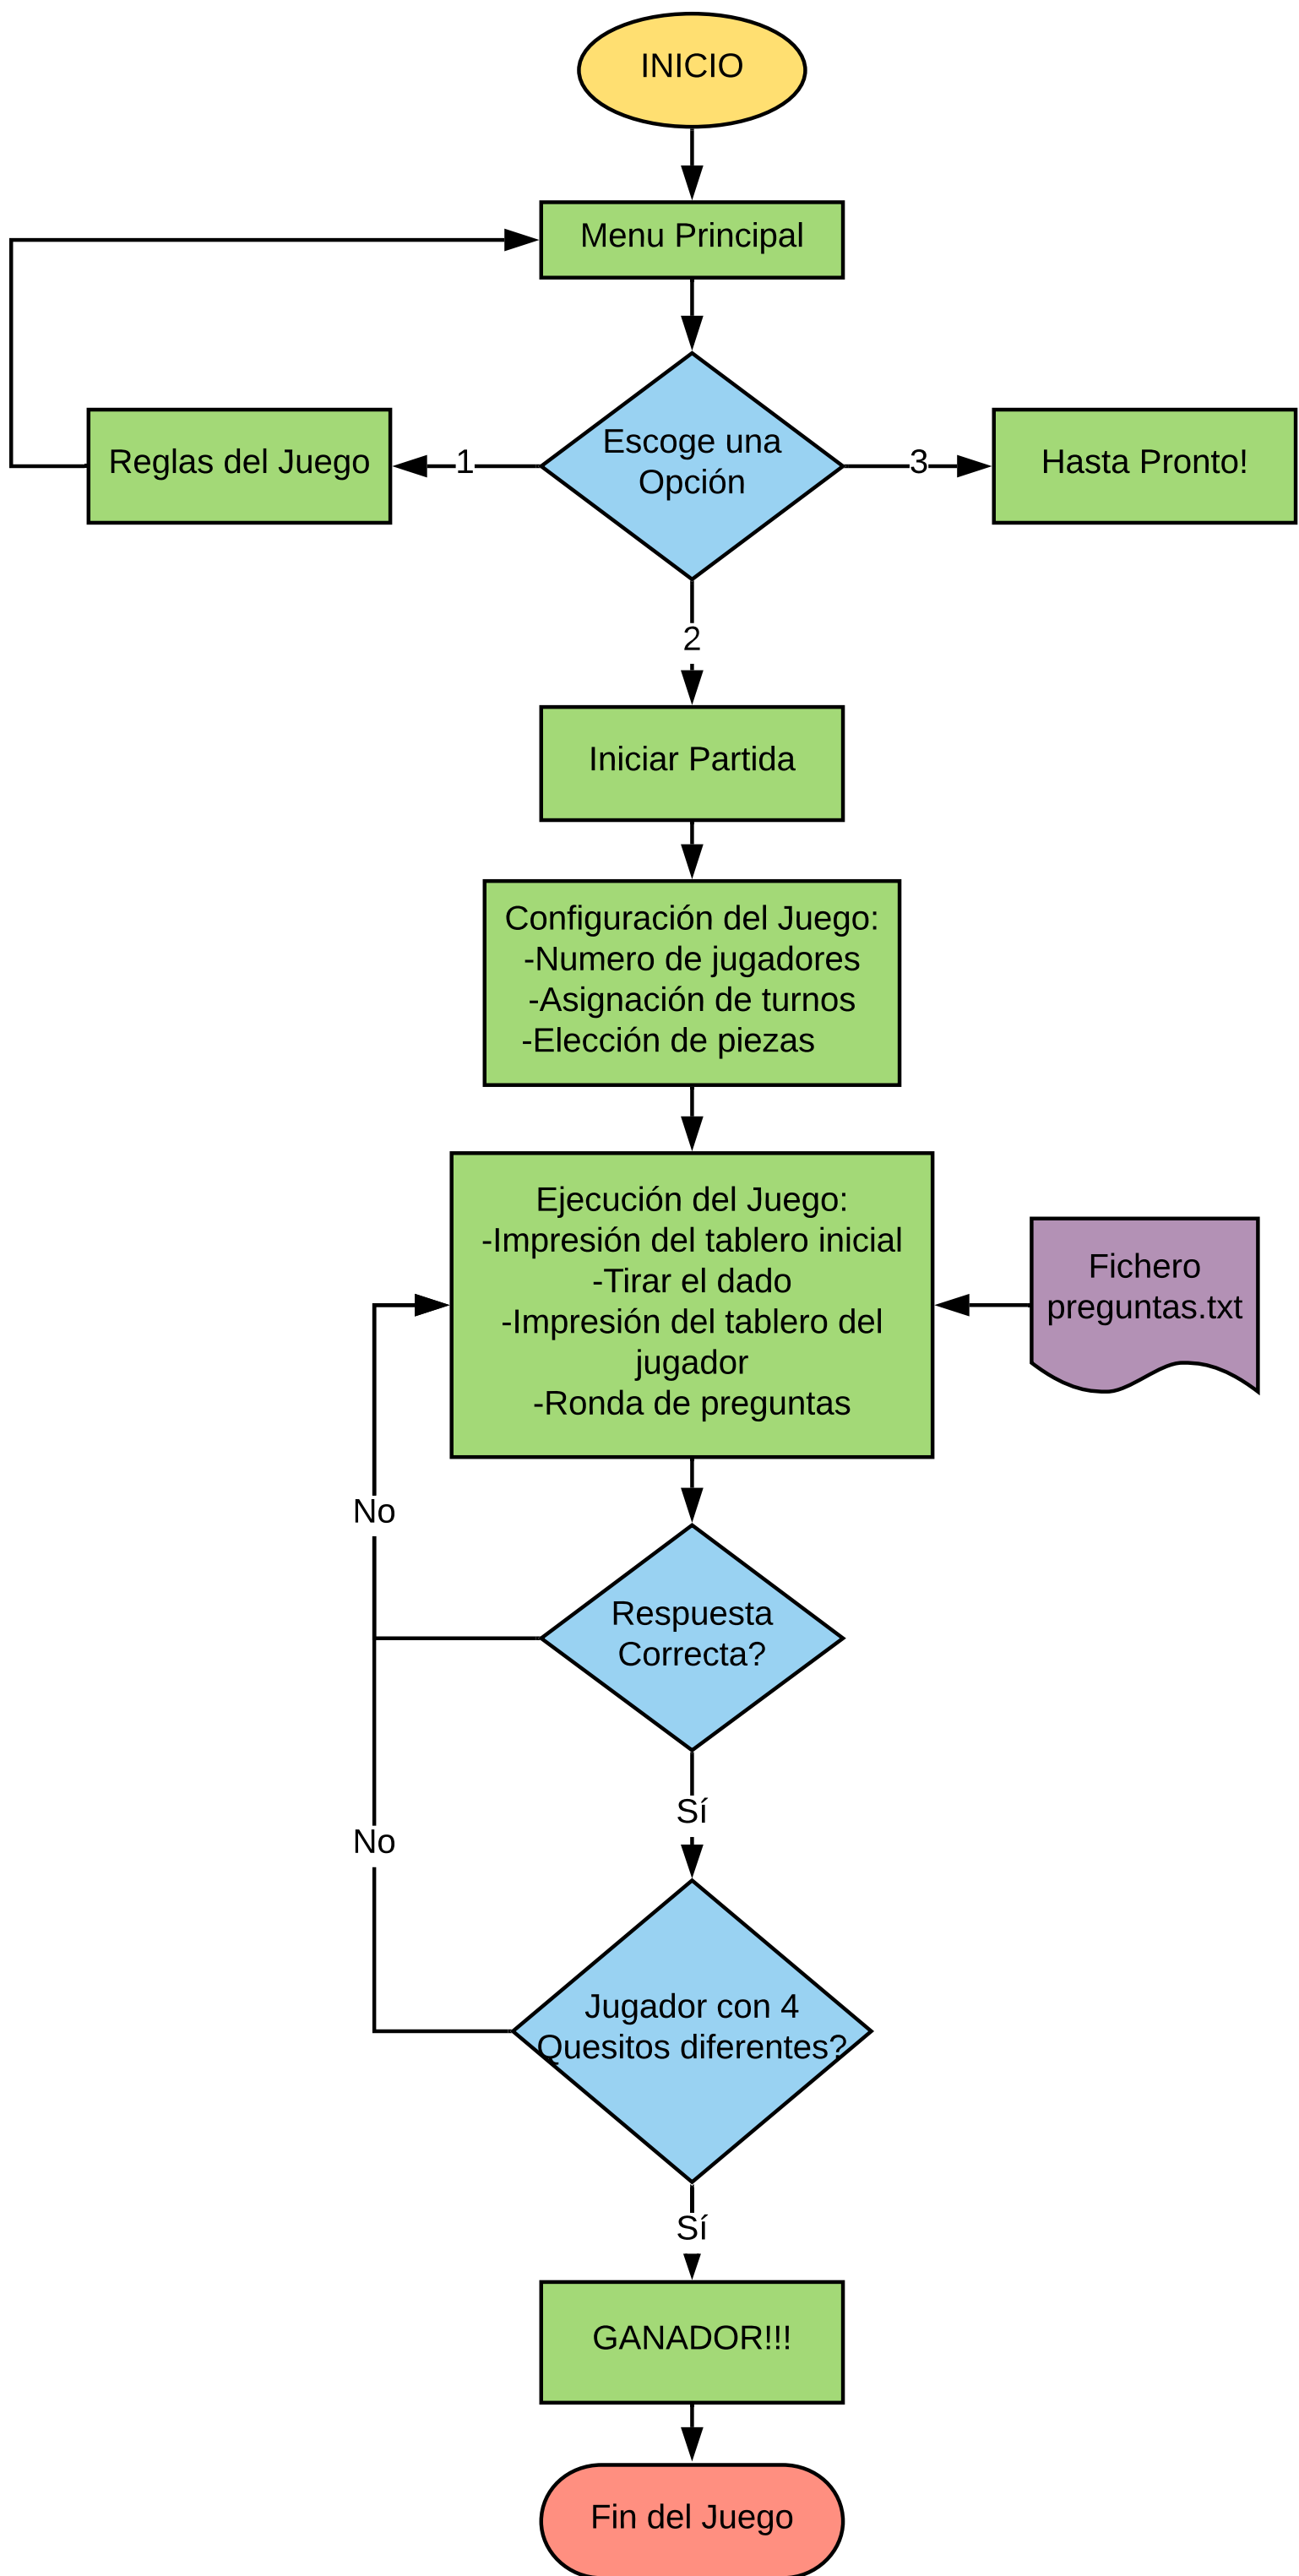 INICIO
Menu Principal
Escoge una
Opción
1
Reglas del Juego
3
Hasta Pronto!
2
Iniciar Partida
Configuración del Juego:
-Numero de jugadores
-Asignación de turnos
-Elección de piezas
Ejecución del Juego:
-Impresión del tablero inicial
-Tirar el dado
-Impresión del tablero del
jugador
-Ronda de preguntas
Fichero
preguntas.txt
No
Respuesta
Correcta?
Sí
No
Jugador con 4
Quesitos diferentes?
Sí
GANADOR!!!
Fin del Juego